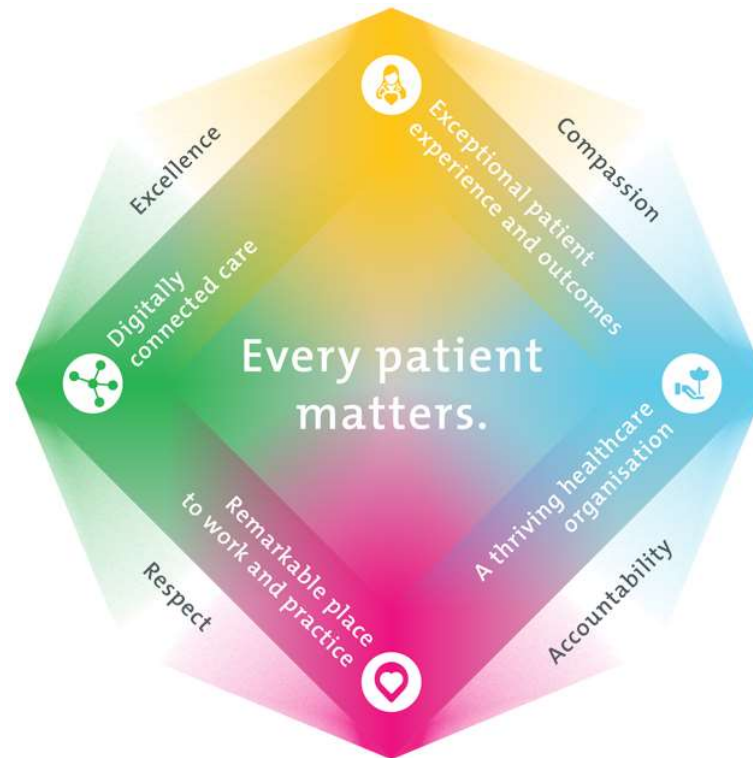 Excellence
Compassion
Exceptional patient
experience and outcomes
Digitally
connected care
Every patient
matters.
Remarkable place
to work and practice
A thriving healthcare
organisation
Respect
Accountability